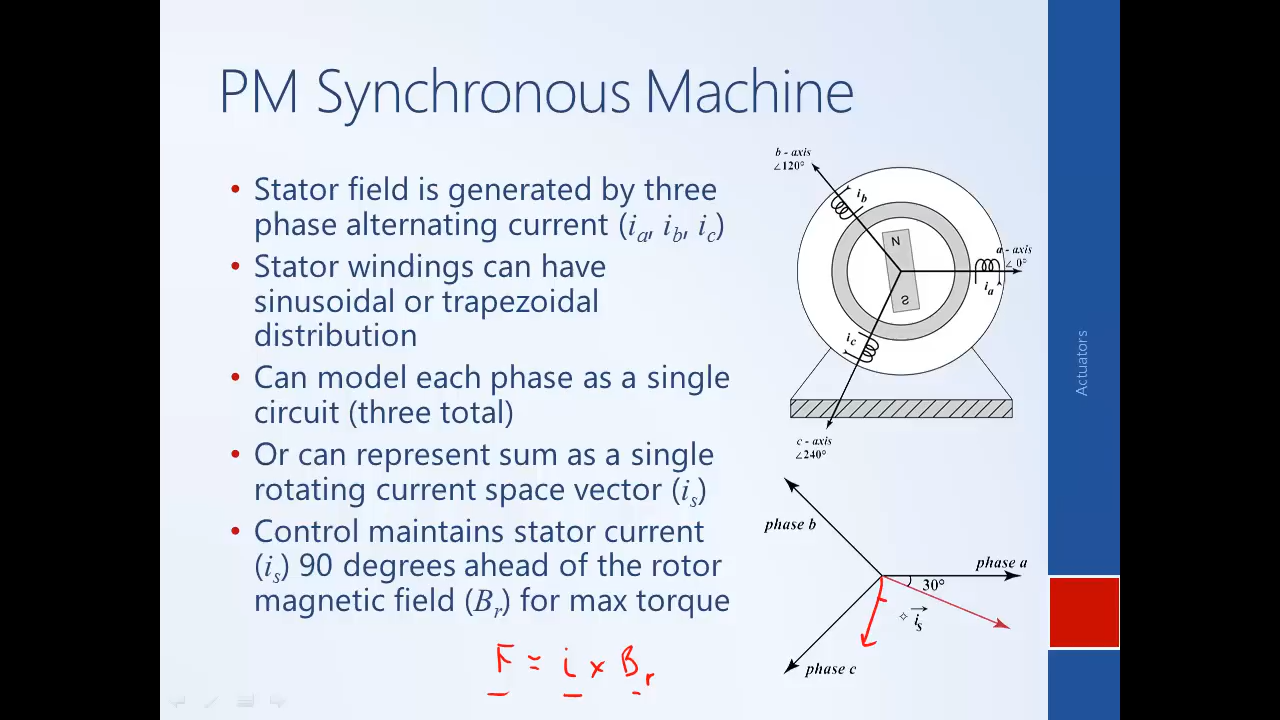 PM Synchronous Machine
• Stator field is generated by three
phase alternating current (ia, ib, ic)
• Stator windings can have
sinusoidal or trapezoidal
distribution
• Can model each phase as a single
circuit (three total)
• Or can represent sum as a single
rotating current space vector (is)
• Control maintains stator current
(is) 90 degrees ahead of the rotor
magnetic field (Br) for max torque
F = i × Br
b - axis
∠120°
ib
N
S
a - axis
∠ 0°
ia
ic
c - axis
∠240°
phase b
phase a
30°
is
phase c
Actuators